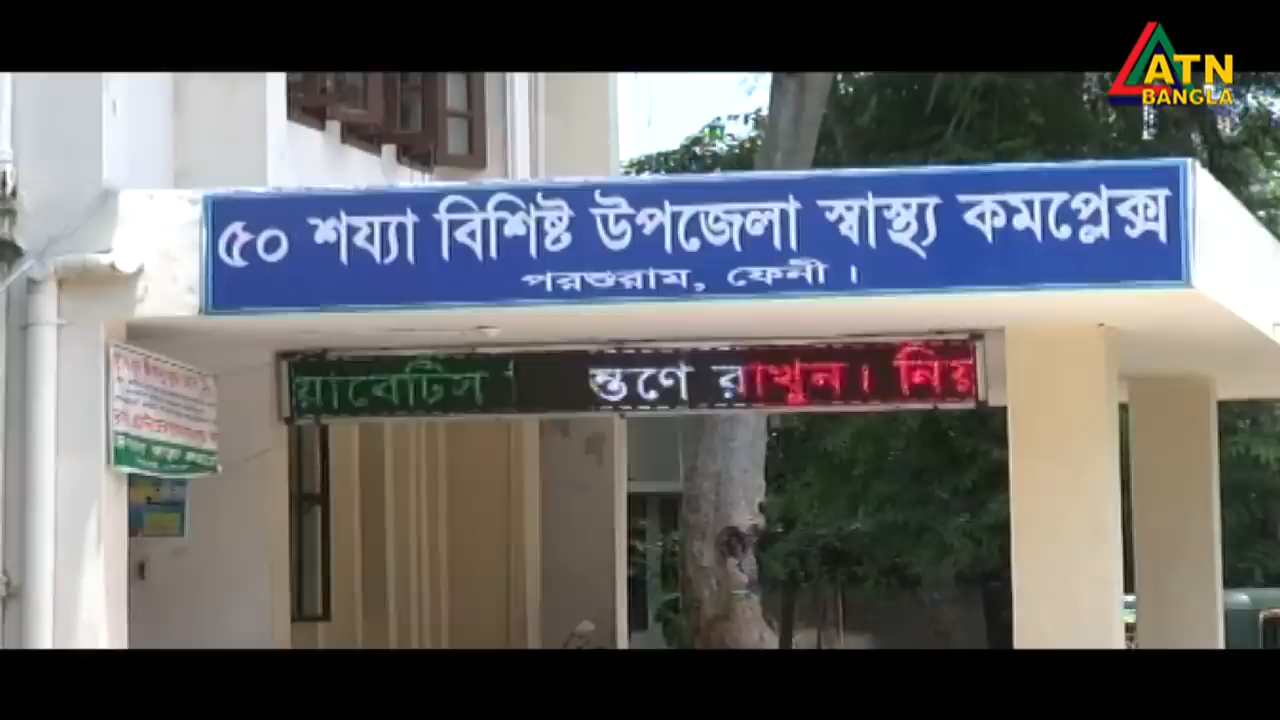 ATN
BANGLA
৫০ শয্যা বিশিষ্ট উপজেলা স্বাস্থ্য কমপ্লেক্স
পরশুরাম, ফেনী।
য়াবেটিস ন্তণে রাখুন। নিয়